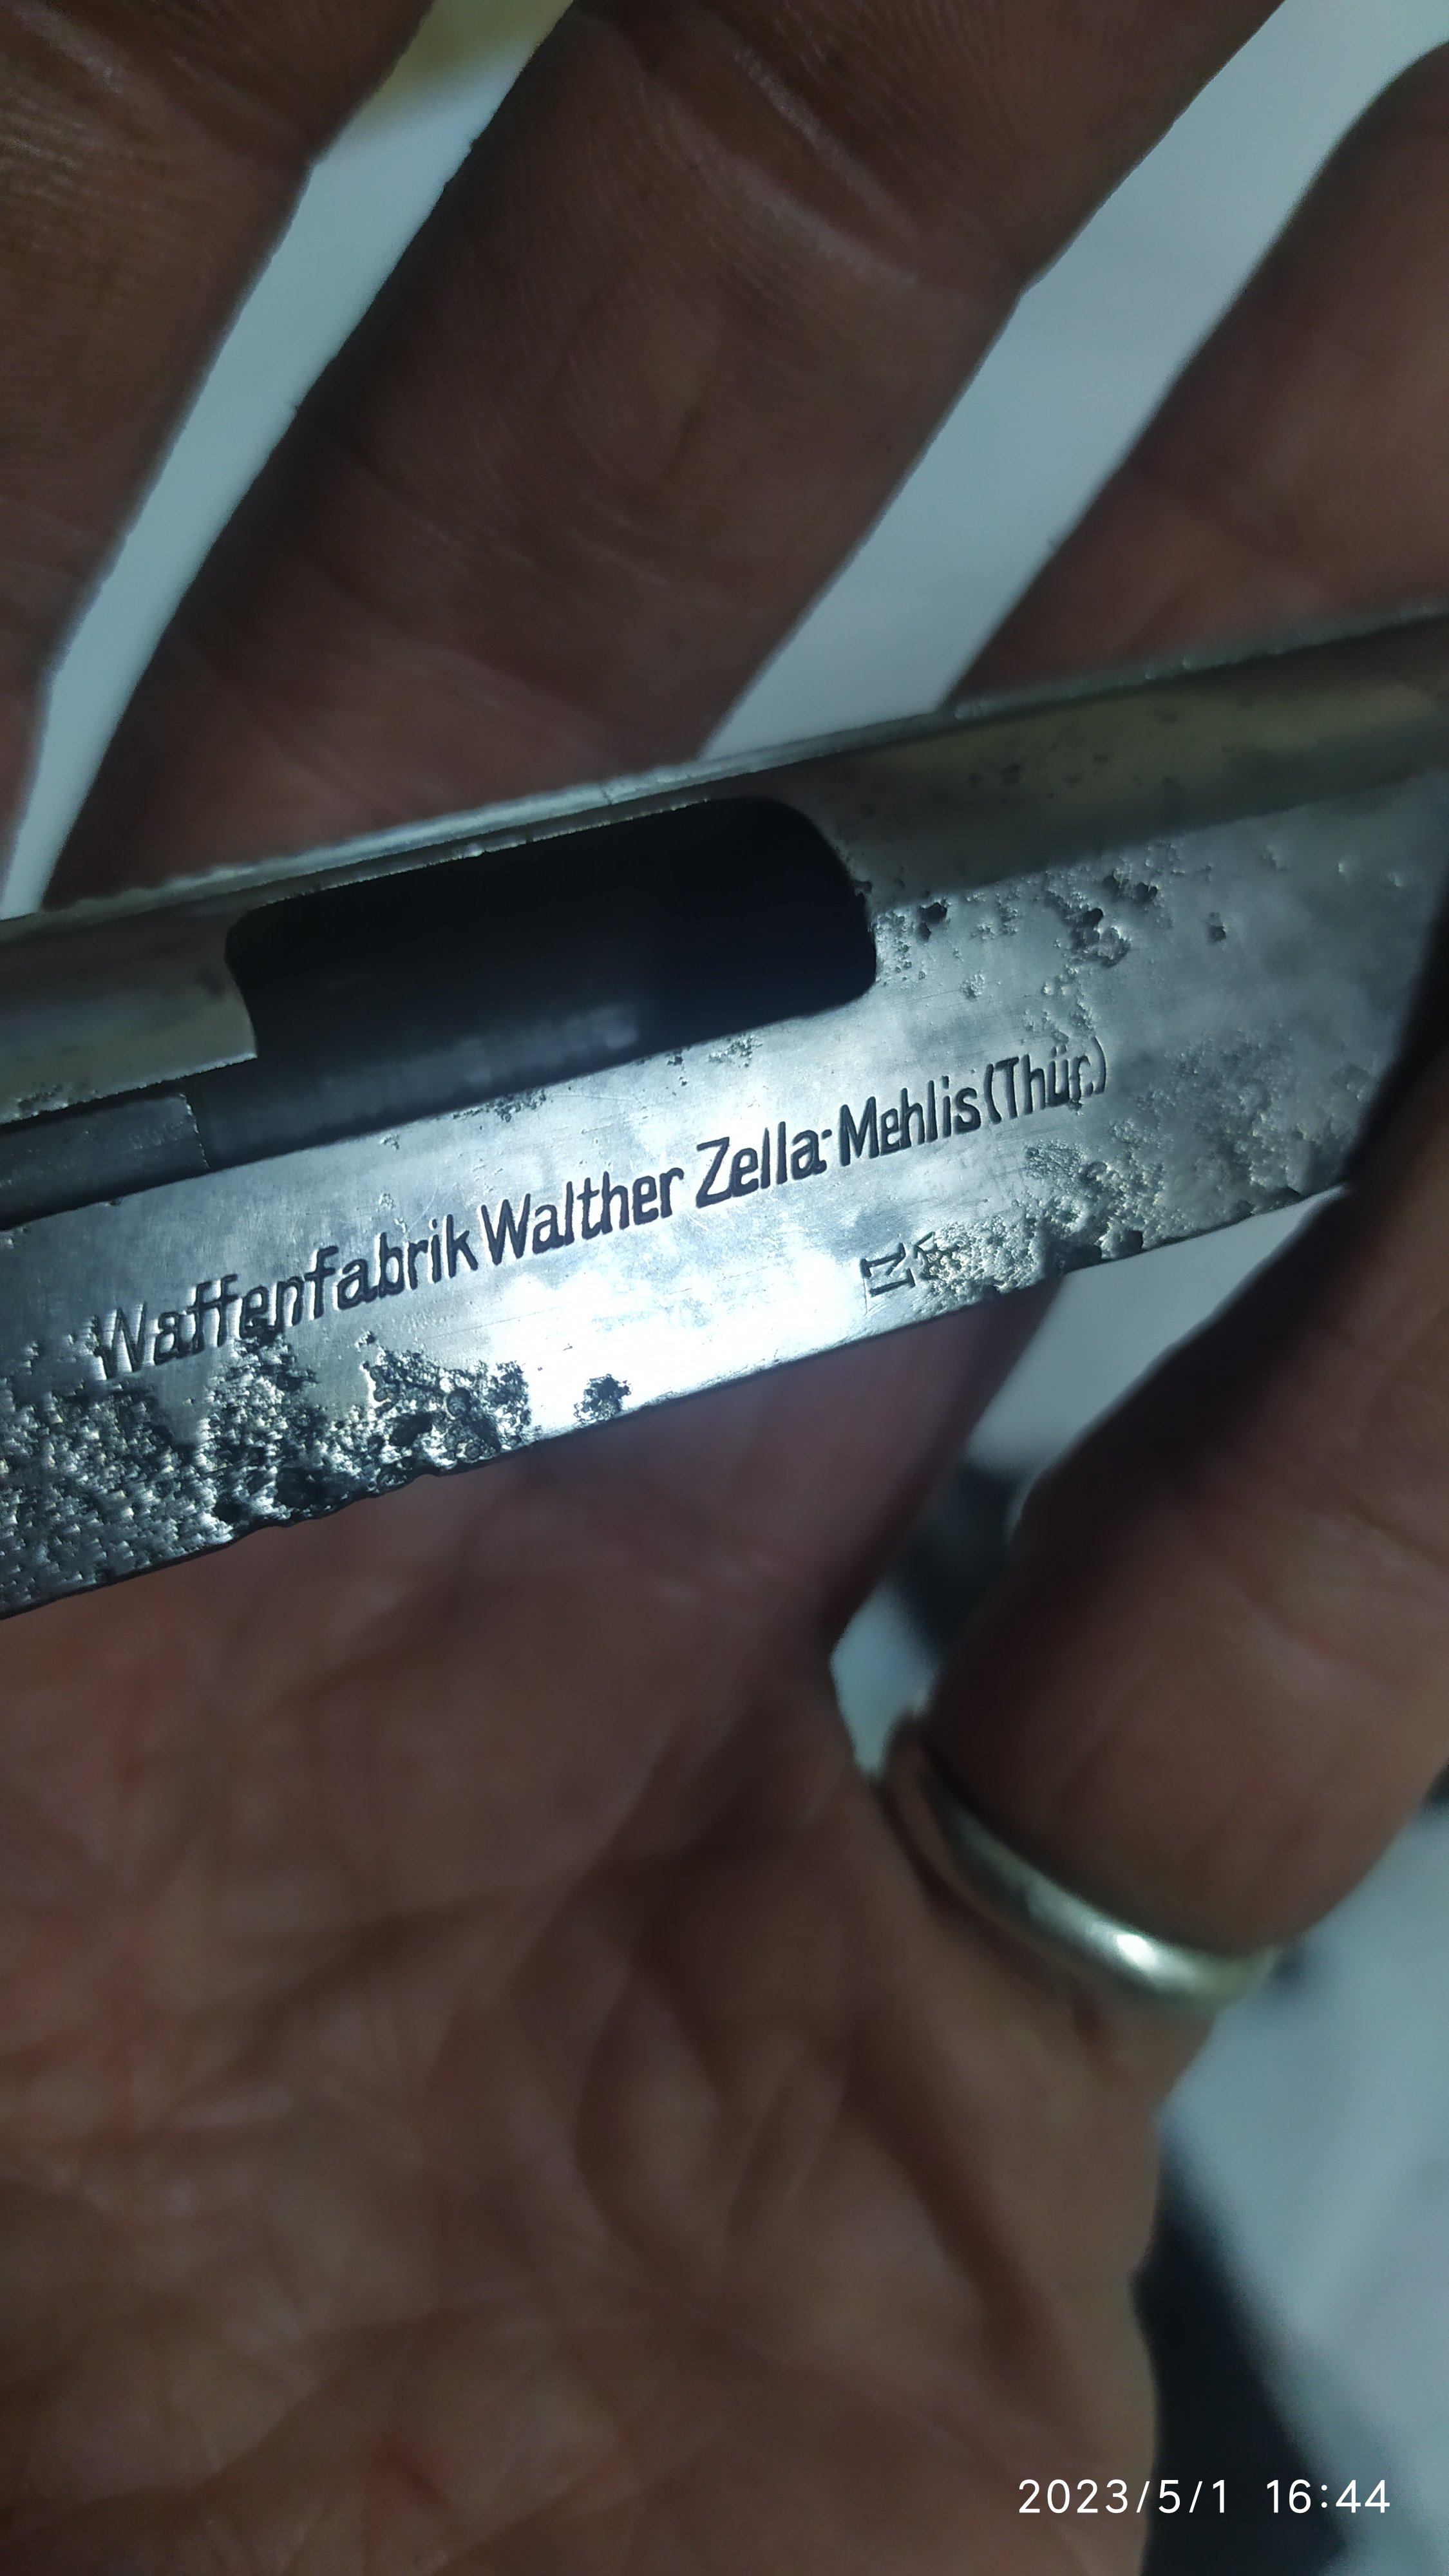 Waffenfabrik Walther Zella-Mehlis (Thür.)
N
2023/5/1 16:44